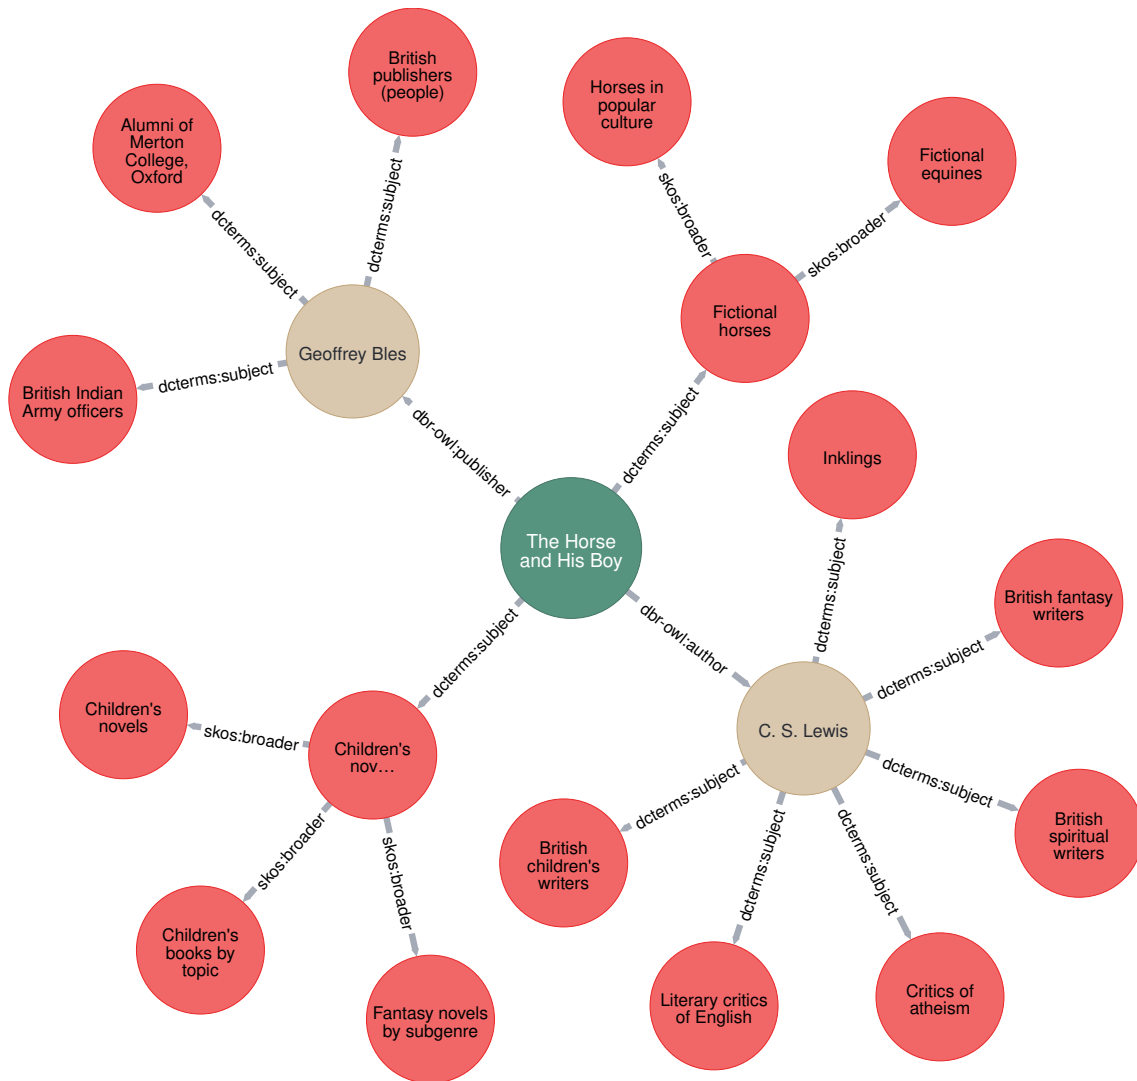 British
publishers
(people)
Horses in
popular
culture
Alumni of
Merton
College,
Oxford
Fictional
equines
dcterms:subject
dcterms:subject
skos:broader
skos:broader
Geoffrey Bles
Fictional
horses
British Indian
Army officers
dcterms:subject
dbr-owl:publisher
dcterms:subject
Inklings
The Horse
and His Boy
dcterms:subject
British fantasy
writers
dcterms:subject
dbr-owl:author
dcterms:subject
Children's
novels
skos:broader
Children's
nov…
C. S. Lewis
dcterms:subject
British
spiritual
writers
skos:broader
skos:broader
British
children's
writers
dcterms:subject
dcterms:subject
dcterms:subject
Children's
books by
topic
Fantasy novels
by subgenre
Literary critics
of English
Critics of
atheism